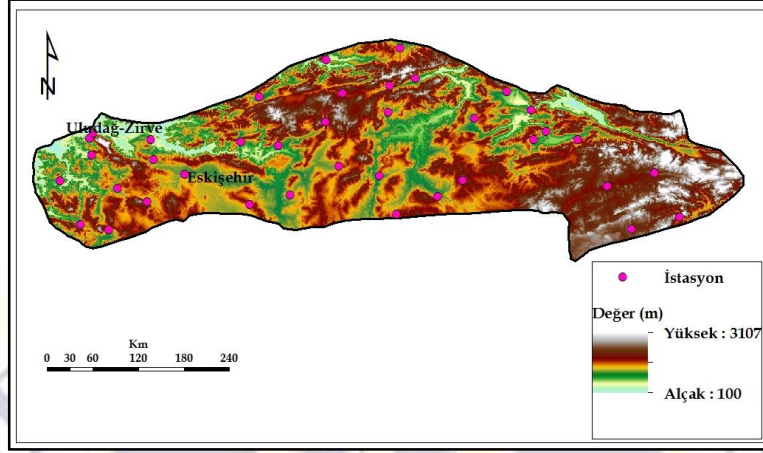 N
Uludağ-Zirve
Eskişehir
İstasyon
Değer (m)
Yüksek : 3107
Alçak : 100
Km
0 30 60 120 180 240